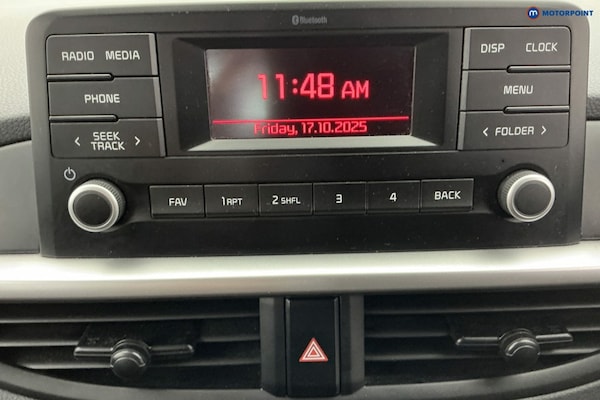 Bluetooth
MOTORPOINT
RADIO MEDIA
DISP CLOCK
11:48 AM
PHONE
MENU
Friday, 17.10.2025
< SEEK TRACK >
< FOLDER >
FAV 1 RPT 2 SHFL 3 4 BACK